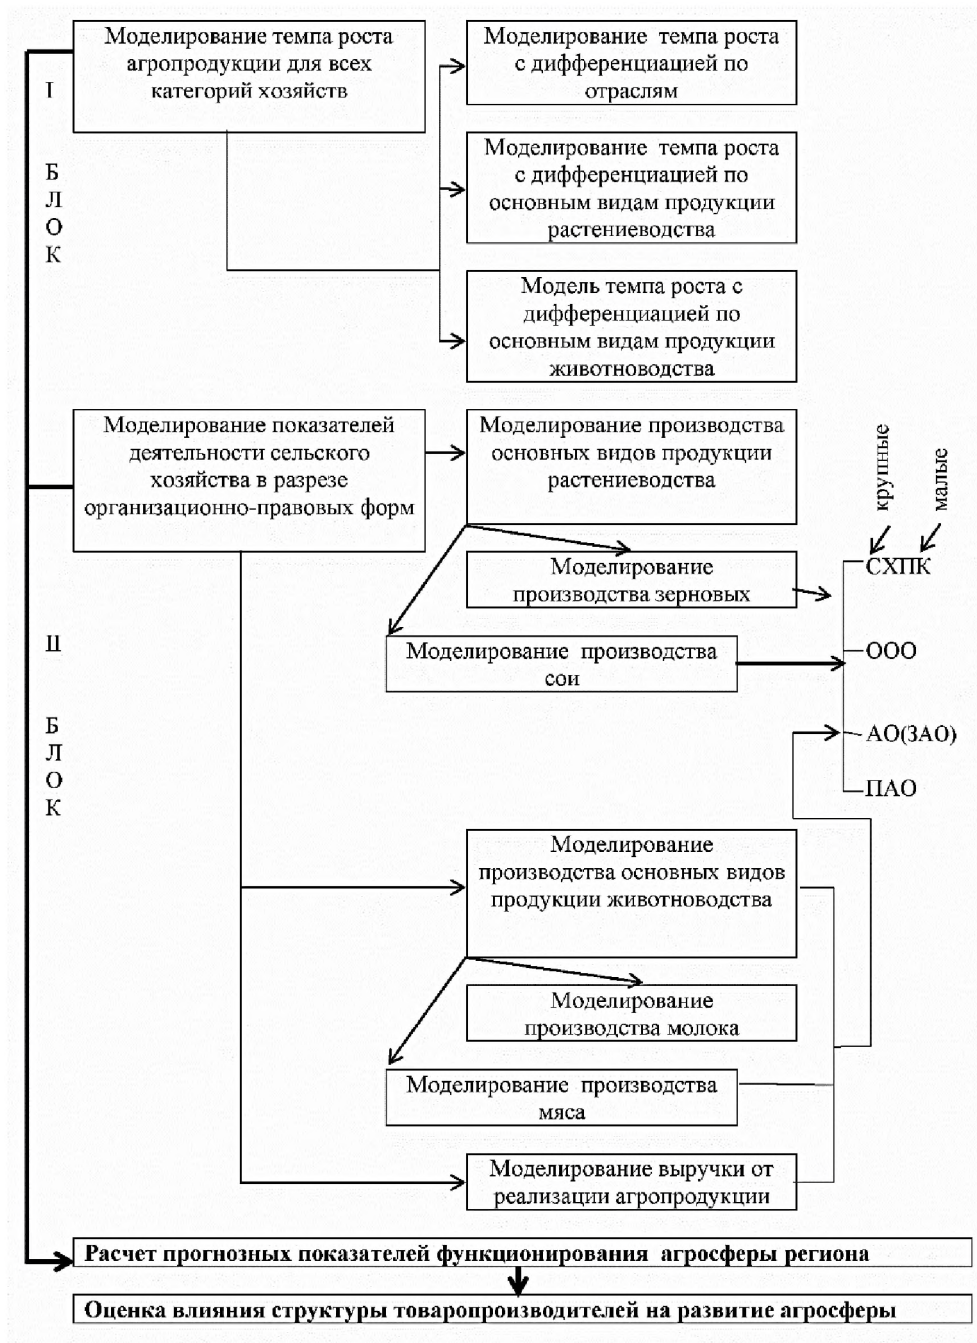 Моделирование темпа роста
агропродукции для всех
категорий хозяйств
Моделирование темпа роста
с дифференциацией по
отраслям
Моделирование темпа роста
с дифференциацией по
основным видам продукции
растениеводства
Модель темпа роста с
дифференциацией по
основным видам продукции
животноводства
I
Б
Л
О
К
Моделирование показателей
деятельности сельского
хозяйства в разрезе
организационно-правовых форм
Моделирование производства
основных видов продукции
растениеводства
крупные
малые
Моделирование
производства зерновых
Моделирование производства
сои
СХПК
ООО
АО(ЗАО)
ПАО
II
Б
Л
О
К
Моделирование
производства основных видов
продукции животноводства
Моделирование
производства молока
Моделирование производства
мяса
Моделирование выручки от
реализации агропродукции
Расчет прогнозных показателей функционирования агросферы региона
Оценка влияния структуры товаропроизводителей на развитие агросферы